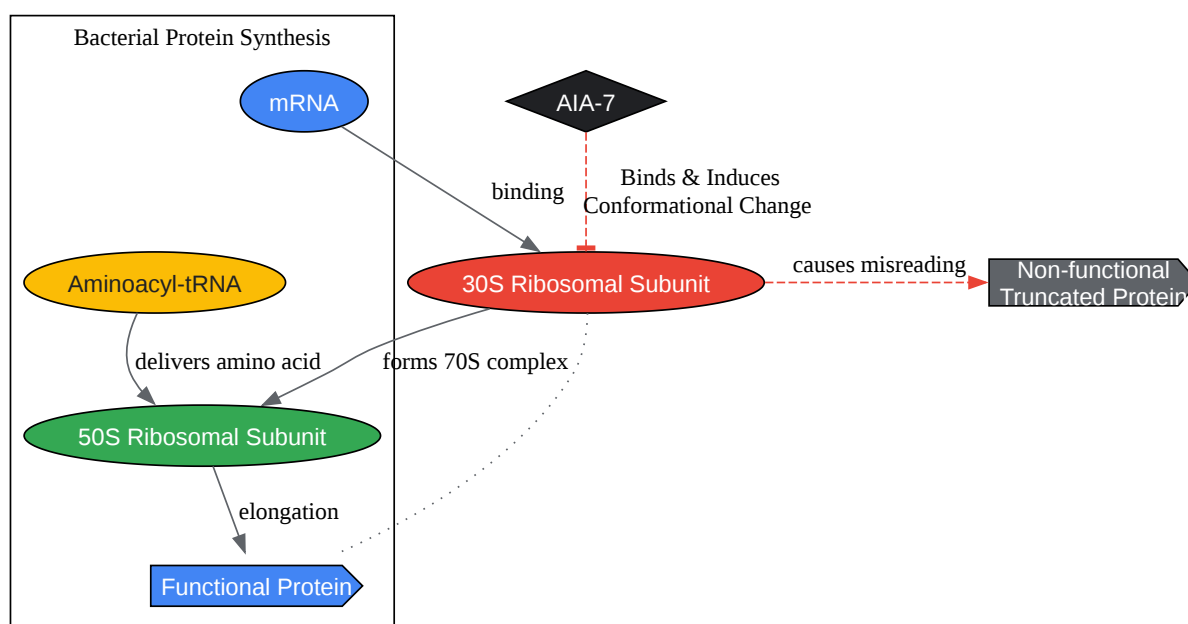 Bacterial Protein Synthesis
mRNA
AIA-7
binding
Binds & Induces
Conformational Change
Aminoacyl-tRNA
30S Ribosomal Subunit
causes misreading
Non-functional
Truncated Protein
delivers amino acid
forms 70S complex
50S Ribosomal Subunit
elongation
Functional Protein